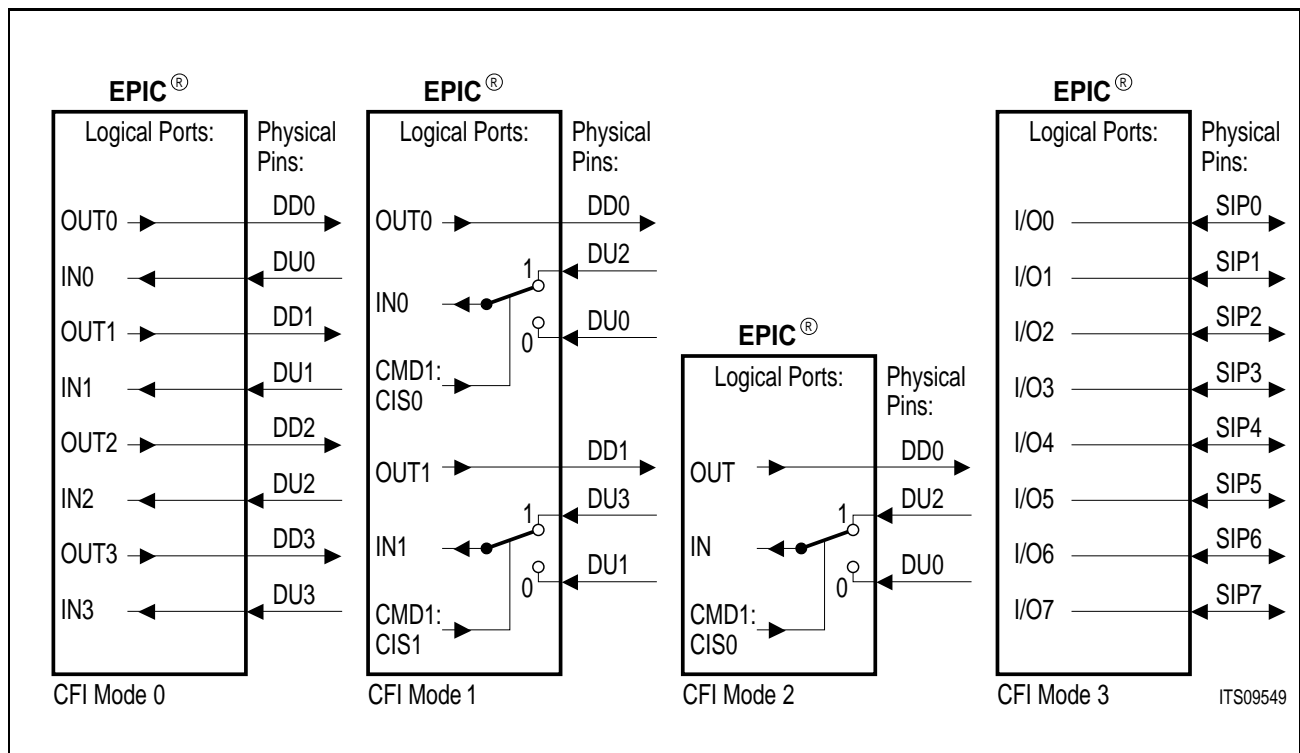 EPIC®
Logical Ports:
Physical
Pins:
OUT0
DD0
IN0
DU0
OUT1
DD1
IN1
DU1
OUT2
DD2
IN2
DU2
OUT3
DD3
IN3
DU3
CFI Mode 0
EPIC®
Logical Ports:
Physical
Pins:
OUT0
DD0
DU2
1
IN0
DU0
0
CMD1:
CIS0
OUT1
DD1
DU3
1
IN1
DU1
0
CMD1:
CIS1
CFI Mode 1
EPIC®
Logical Ports:
Physical
Pins:
OUT
DD0
DU2
1
IN
DU0
0
CMD1:
CIS0
CFI Mode 2
EPIC®
Logical Ports:
Physical
Pins:
I/O0
SIP0
I/O1
SIP1
I/O2
SIP2
I/O3
SIP3
I/O4
SIP4
I/O5
SIP5
I/O6
SIP6
I/O7
SIP7
CFI Mode 3
ITS09549